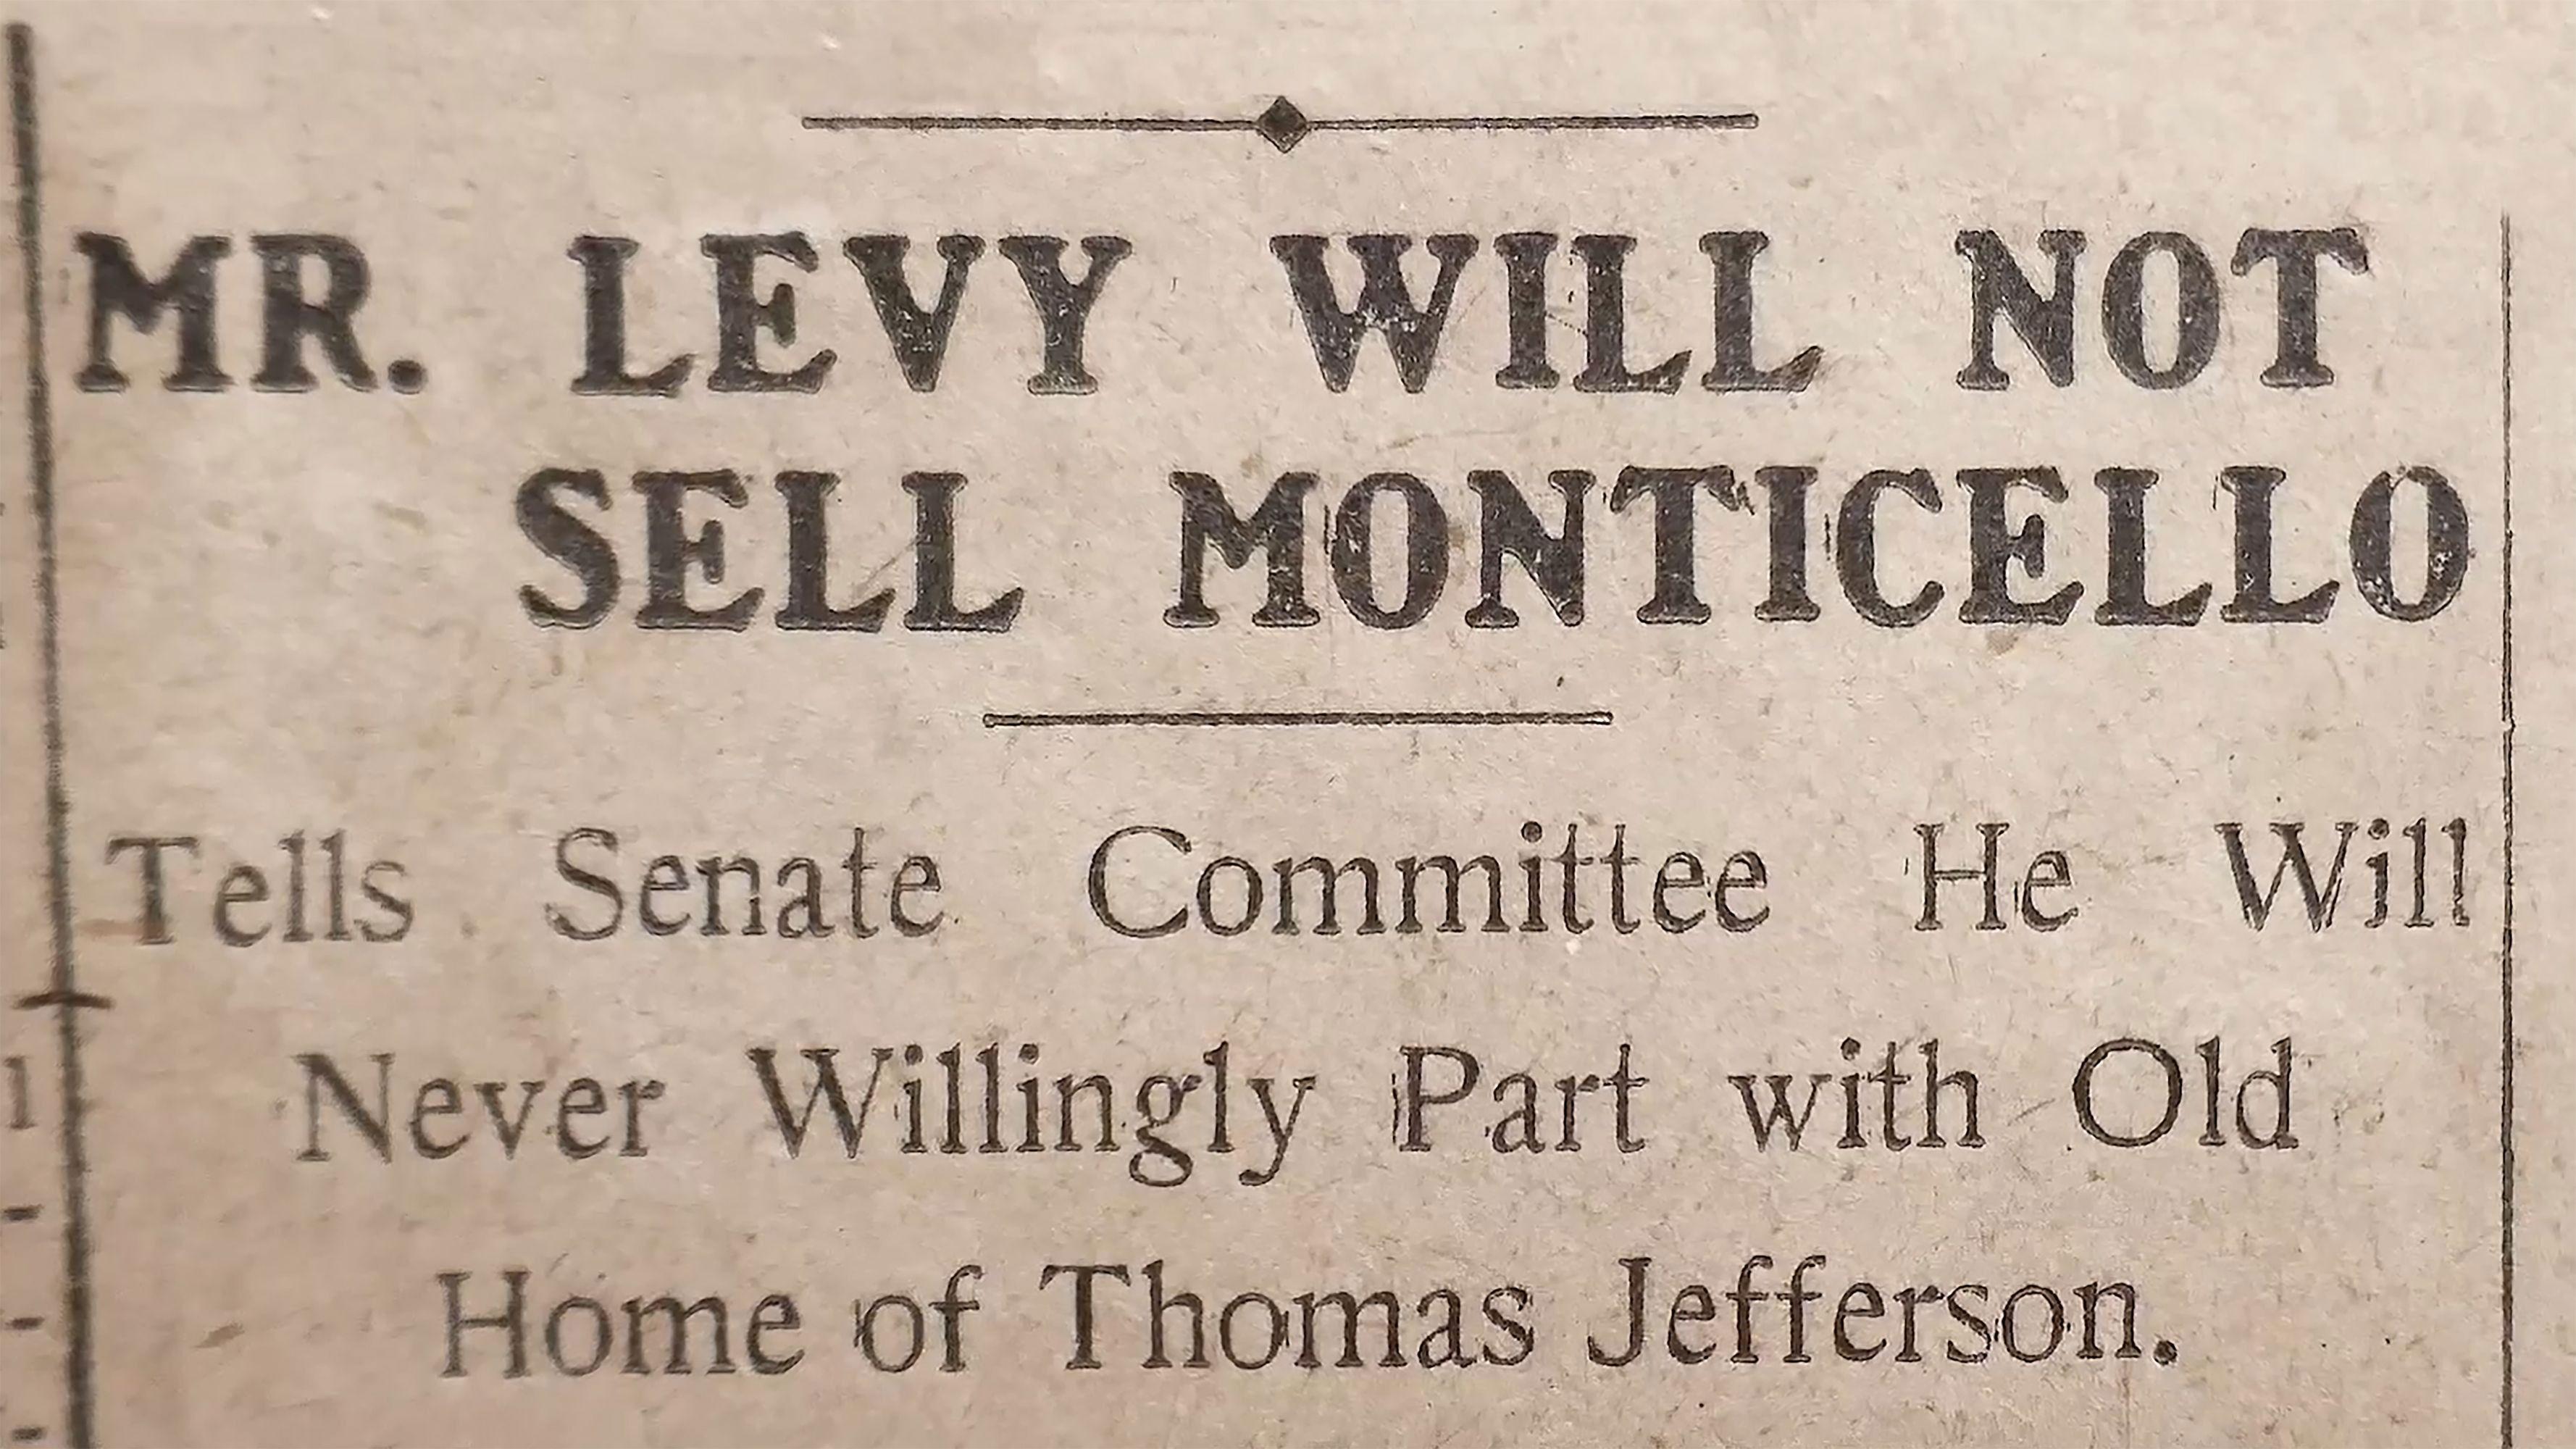 MR. LEVY WILL NOT
SELL MONTICELLO
Tells Senate Committee He Will
Never Willingly Part with Old
Home of Thomas Jefferson.